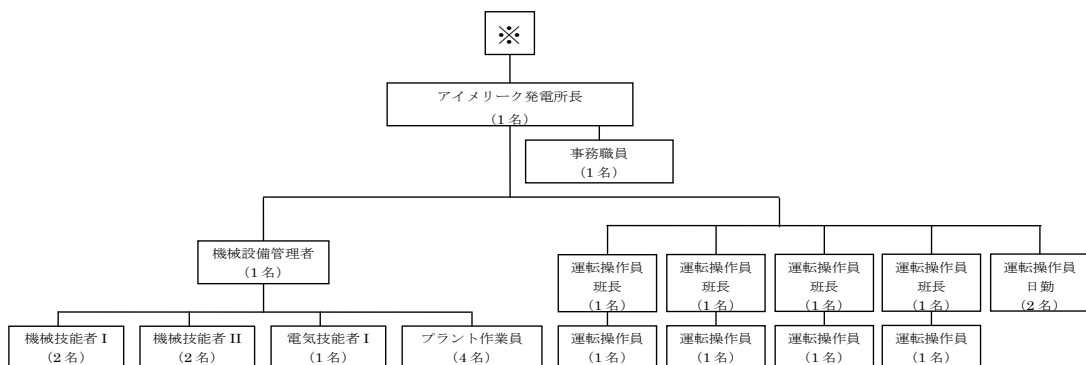 ※
アイメリーク発電所長
（1名）
事務職員
（1名）
機械設備管理者
（1名）
運転操作員
班長
（1名）
運転操作員
班長
（1名）
運転操作員
班長
（1名）
運転操作員
班長
（1名）
運転操作員
日勤
（2名）
機械技能者 I
（2名）
機械技能者 II
（2名）
電気技能者 I
（1名）
プラント作業員
（4名）
運転操作員
（1名）
運転操作員
（1名）
運転操作員
（1名）
運転操作員
（1名）